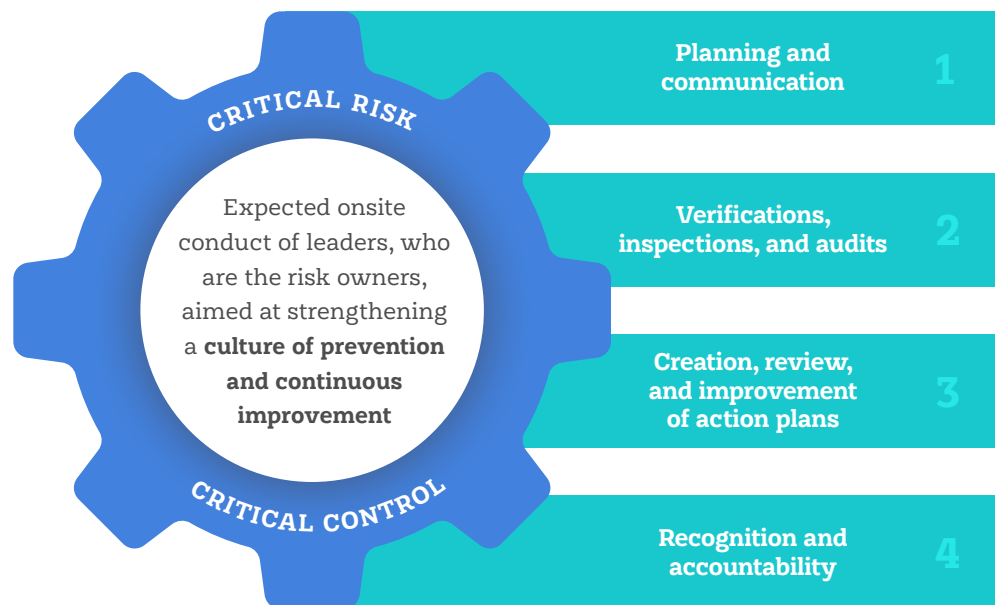 CRITICAL RISK
Expected onsite
conduct of leaders, who
are the risk owners,
aimed at strengthening
a culture of prevention
and continuous
improvement
CRITICAL CONTROL
Planning and
communication
1
Verifications,
inspections, and audits
2
Creation, review,
and improvement
of action plans
3
Recognition and
accountability
4